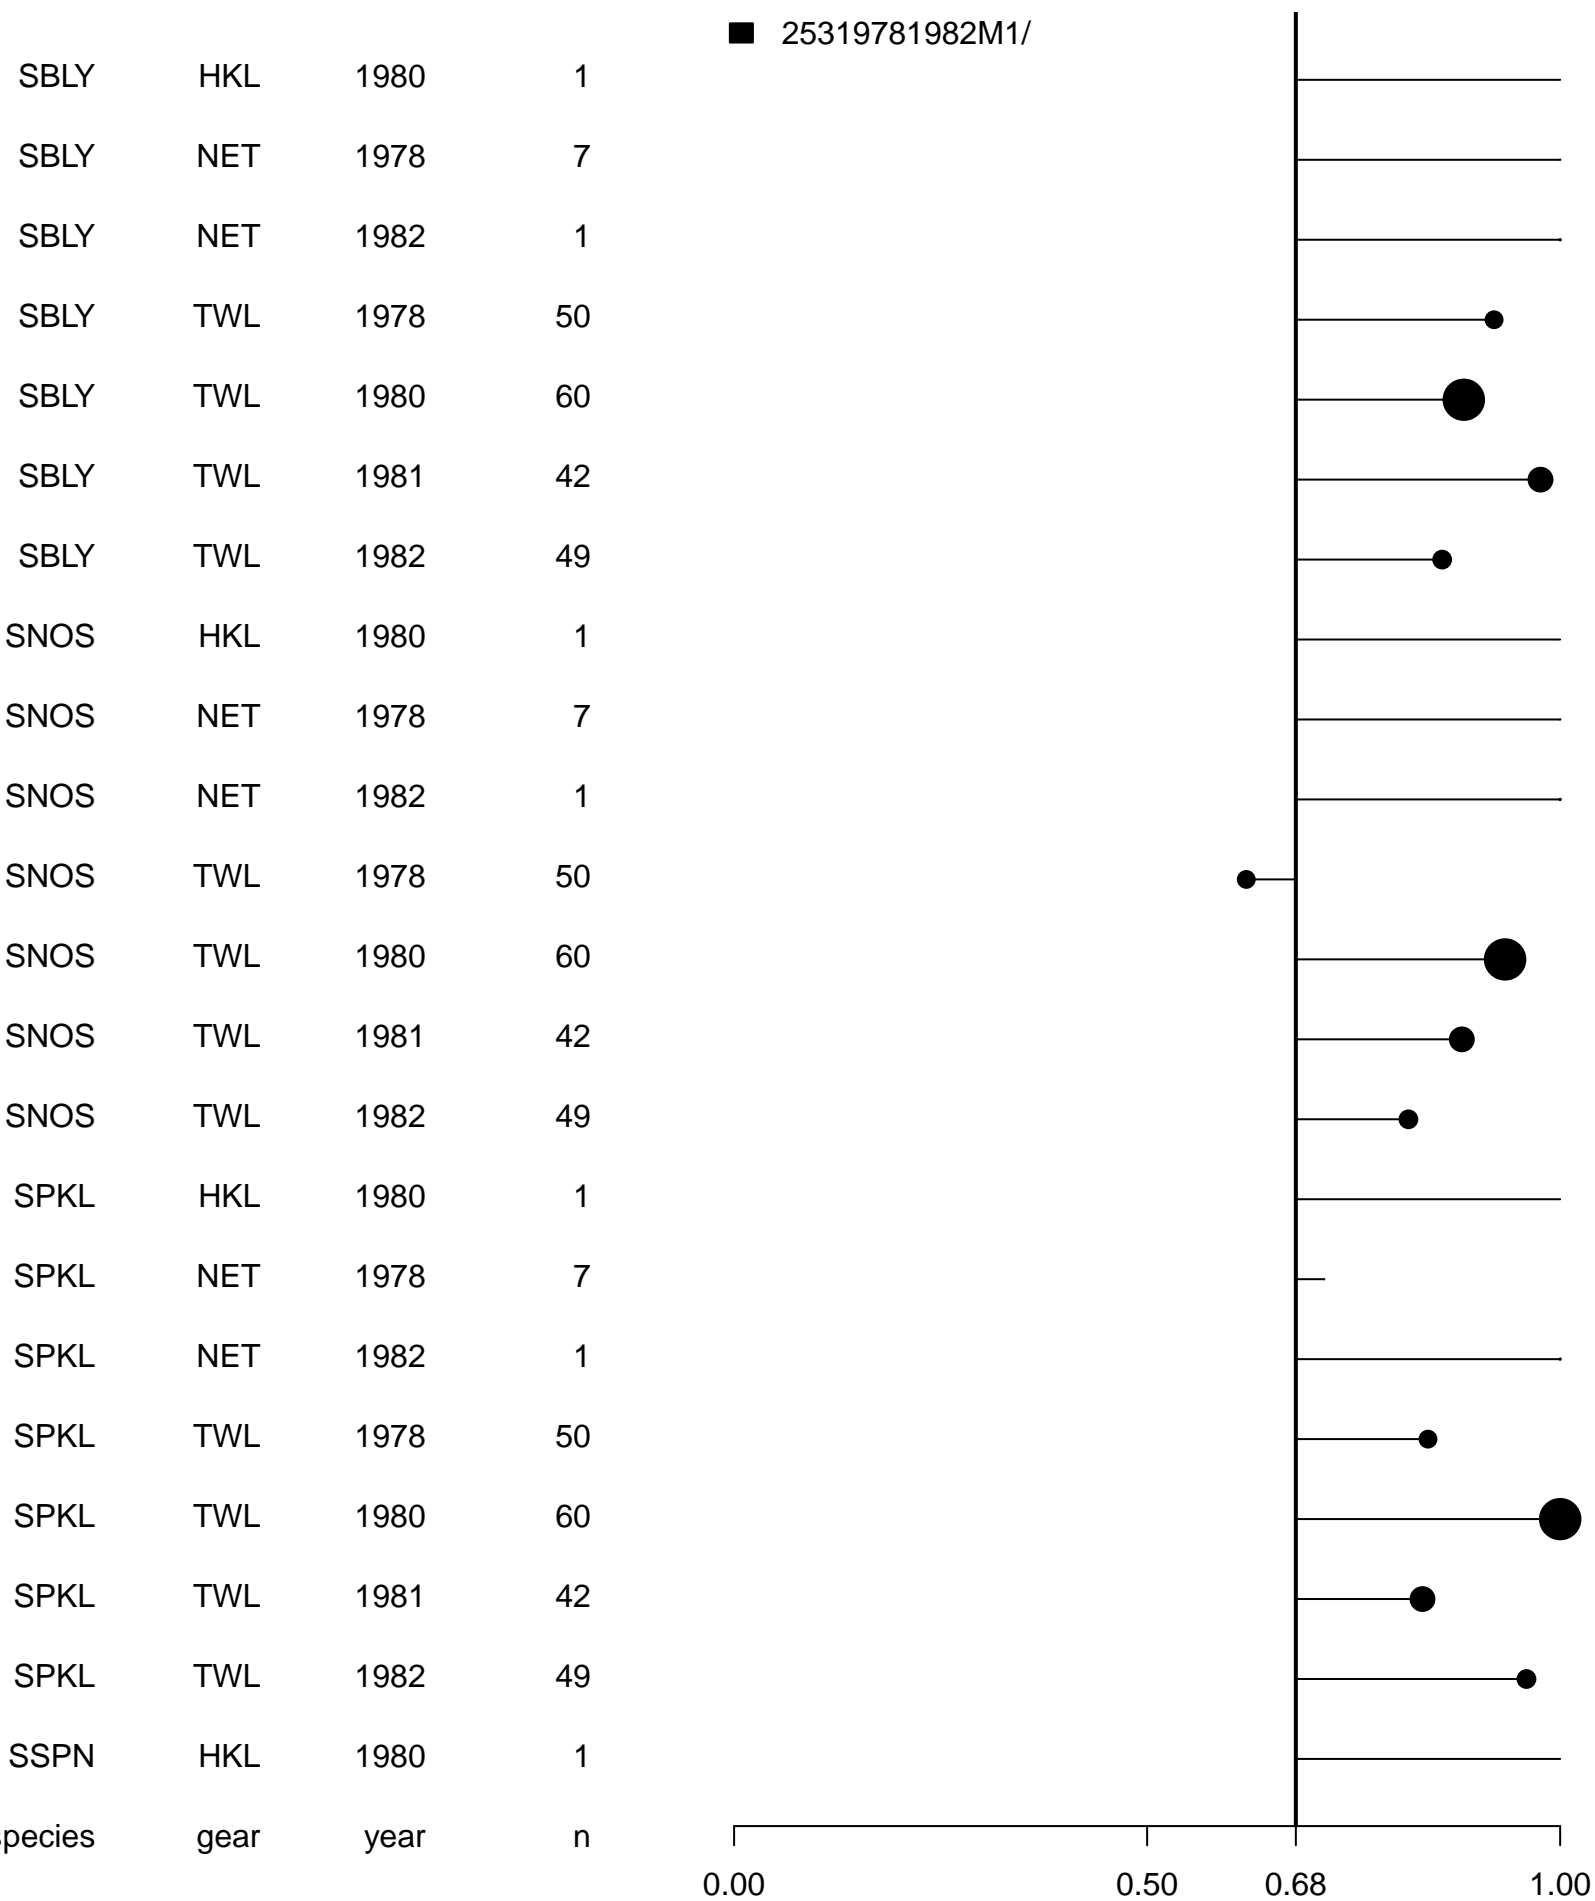 25319781982M1/
SBLY HKL 1980 1
SBLY NET 1978 7
SBLY NET 1982 1
SBLY TWL 1978 50
SBLY TWL 1980 60
SBLY TWL 1981 42
SBLY TWL 1982 49
SNOS HKL 1980 1
SNOS NET 1978 7
SNOS NET 1982 1
SNOS TWL 1978 50
SNOS TWL 1980 60
SNOS TWL 1981 42
SNOS TWL 1982 49
SPKL HKL 1980 1
SPKL NET 1978 7
SPKL NET 1982 1
SPKL TWL 1978 50
SPKL TWL 1980 60
SPKL TWL 1981 42
SPKL TWL 1982 49
SSPN HKL 1980 1
pecies gear year n
0.00 0.50 0.68 1.00